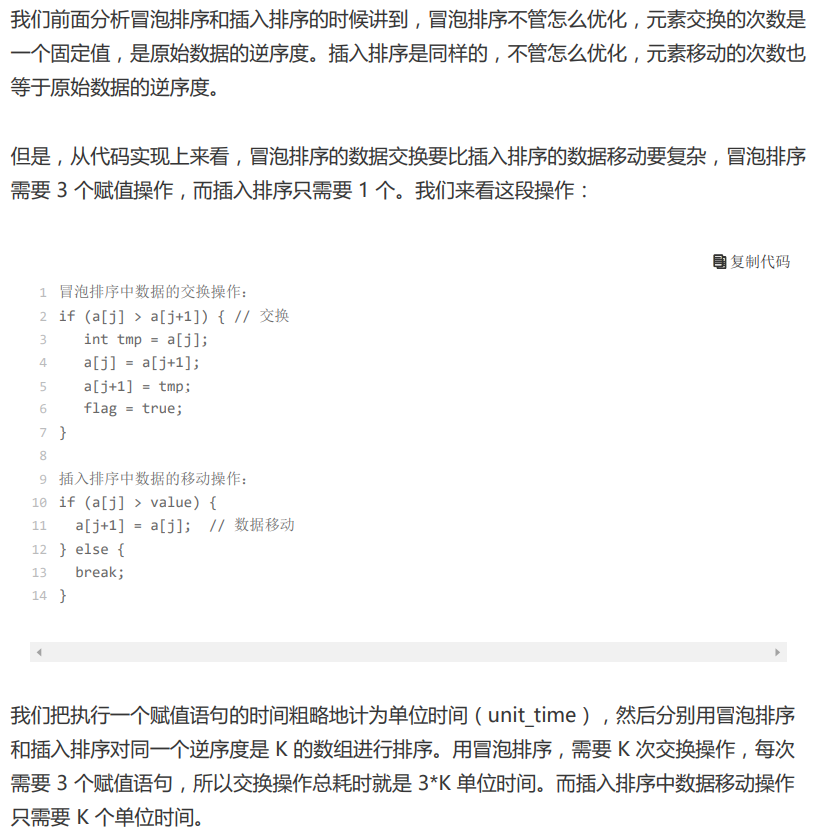 我们前面分析冒泡排序和插入排序的时候讲到，冒泡排序不管怎么优化，元素交换的次数是
一个固定值，是原始数据的逆序度。插入排序是同样的，不管怎么优化，元素移动的次数也
等于原始数据的逆序度。
但是，从代码实现上来看，冒泡排序的数据交换要比插入排序的数据移动要复杂，冒泡排序
需要 3 个赋值操作，而插入排序只需要 1 个。我们来看这段操作：
复制代码
1 冒泡排序中数据的交换操作：
2 if (a[j] > a[j+1]) { // 交换
3    int tmp = a[j];
4    a[j] = a[j+1];
5    a[j+1] = tmp;
6    flag = true;
7 }
8
9 插入排序中数据的移动操作：
10 if (a[j] > value) {
11   a[j+1] = a[j];  // 数据移动
12 } else {
13   break;
14 }
我们把执行一个赋值语句的时间粗略地计为单位时间（unit_time），然后分别用冒泡排序
和插入排序对同一个逆序度是 K 的数组进行排序。用冒泡排序，需要 K 次交换操作，每次
需要 3 个赋值语句，所以交换操作总耗时就是 3*K 单位时间。而插入排序中数据移动操作
只需要 K 个单位时间。